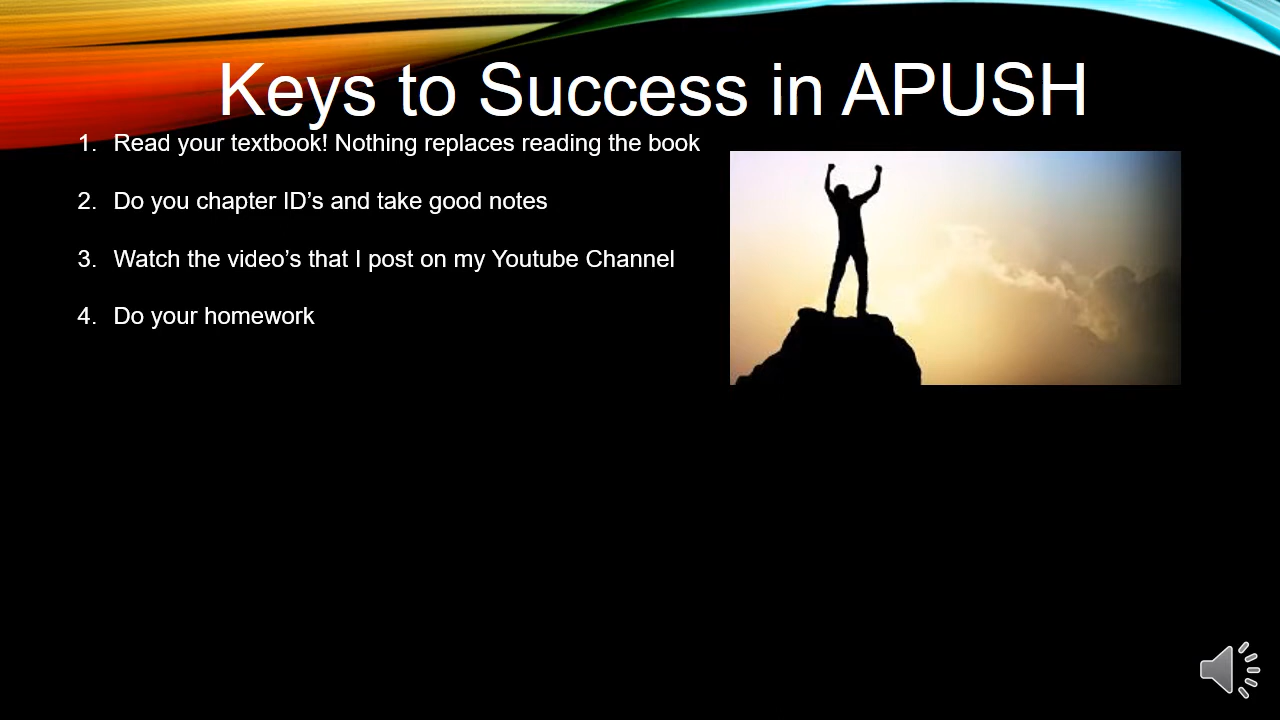 Keys to Success in APUSH
1. Read your textbook! Nothing replaces reading the book
2. Do you chapter ID’s and take good notes
3. Watch the video’s that I post on my Youtube Channel
4. Do your homework